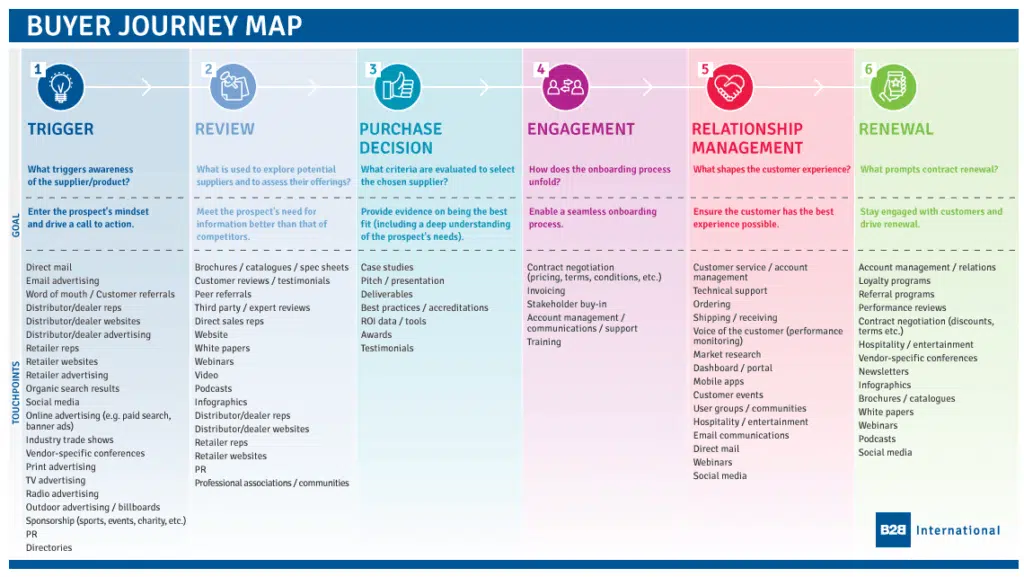 BUYER JOURNEY MAP
GOAL
TOUCHPOINTS
1
TRIGGER
What triggers awareness
of the supplier/product?
Enter the prospect's mindset
and drive a call to action.
Direct mail
Email advertising
Word of mouth / Customer referrals
Distributor/dealer reps
Distributor/dealer websites
Distributor/dealer advertising
Retailer reps
Retailer websites
Retailer advertising
Organic search results
Social media
Online advertising (e.g. paid search,
banner ads)
Industry trade shows
Vendor-specific conferences
Print advertising
TV advertising
Radio advertising
Outdoor advertising / billboards
Sponsorship (sports, events, charity, etc.)
PR
Directories
2
REVIEW
What is used to explore potential
suppliers and to assess their offerings?
Meet the prospect's need for
information better than that of
competitors.
Brochures / catalogues / spec sheets
Customer reviews / testimonials
Peer referrals
Third party / expert reviews
Direct sales reps
Website
White papers
Webinars
Video
Podcasts
Infographics
Distributor/dealer reps
Distributor/dealer websites
Retailer reps
Retailer websites
PR
Professional associations / communities
3
PURCHASE
DECISION
What criteria are evaluated to select
the chosen supplier?
Provide evidence on being the best
fit (including a deep understanding
of the prospect's needs).
Case studies
Pitch / presentation
Deliverables
Best practices / accreditations
ROI data / tools
Awards
Testimonials
4
ENGAGEMENT
How does the onboarding process
unfold?
Enable a seamless onboarding
process.
Contract negotiation
(pricing, terms, conditions, etc.)
Invoicing
Stakeholder buy-in
Account management /
communications / support
Training
5
RELATIONSHIP
MANAGEMENT
What shapes the customer experience?
Ensure the customer has the best
experience possible.
Customer service / account
management
Technical support
Ordering
Shipping / receiving
Voice of the customer (performance
monitoring)
Market research
Dashboard / portal
Mobile apps
Customer events
User groups / communities
Hospitality / entertainment
Email communications
Direct mail
Webinars
Social media
6
RENEWAL
What prompts contract renewal?
Stay engaged with customers and
drive renewal.
Account management / relations
Loyalty programs
Referral programs
Performance reviews
Contract negotiation (discounts,
terms etc.)
Hospitality / entertainment
Vendor-specific conferences
Newsletters
Infographics
Brochures / catalogues
White papers
Webinars
Podcasts
Social media
B2B International